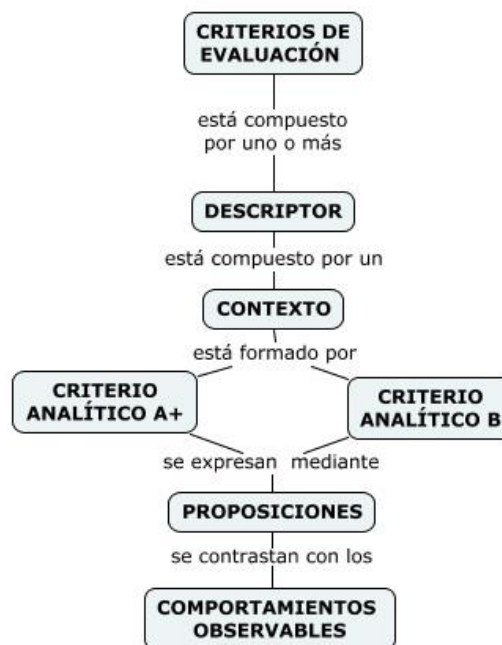 CRITERIOS DE
EVALUACIÓN
está compuesto
por uno o más
DESCRIPTOR
está compuesto por un
CONTEXTO
está formado por
CRITERIO
ANALÍTICO A+
CRITERIO
ANALÍTICO B
se expresan mediante
PROPOSICIONES
se contrastan con los
COMPORTAMIENTOS
OBSERVABLES